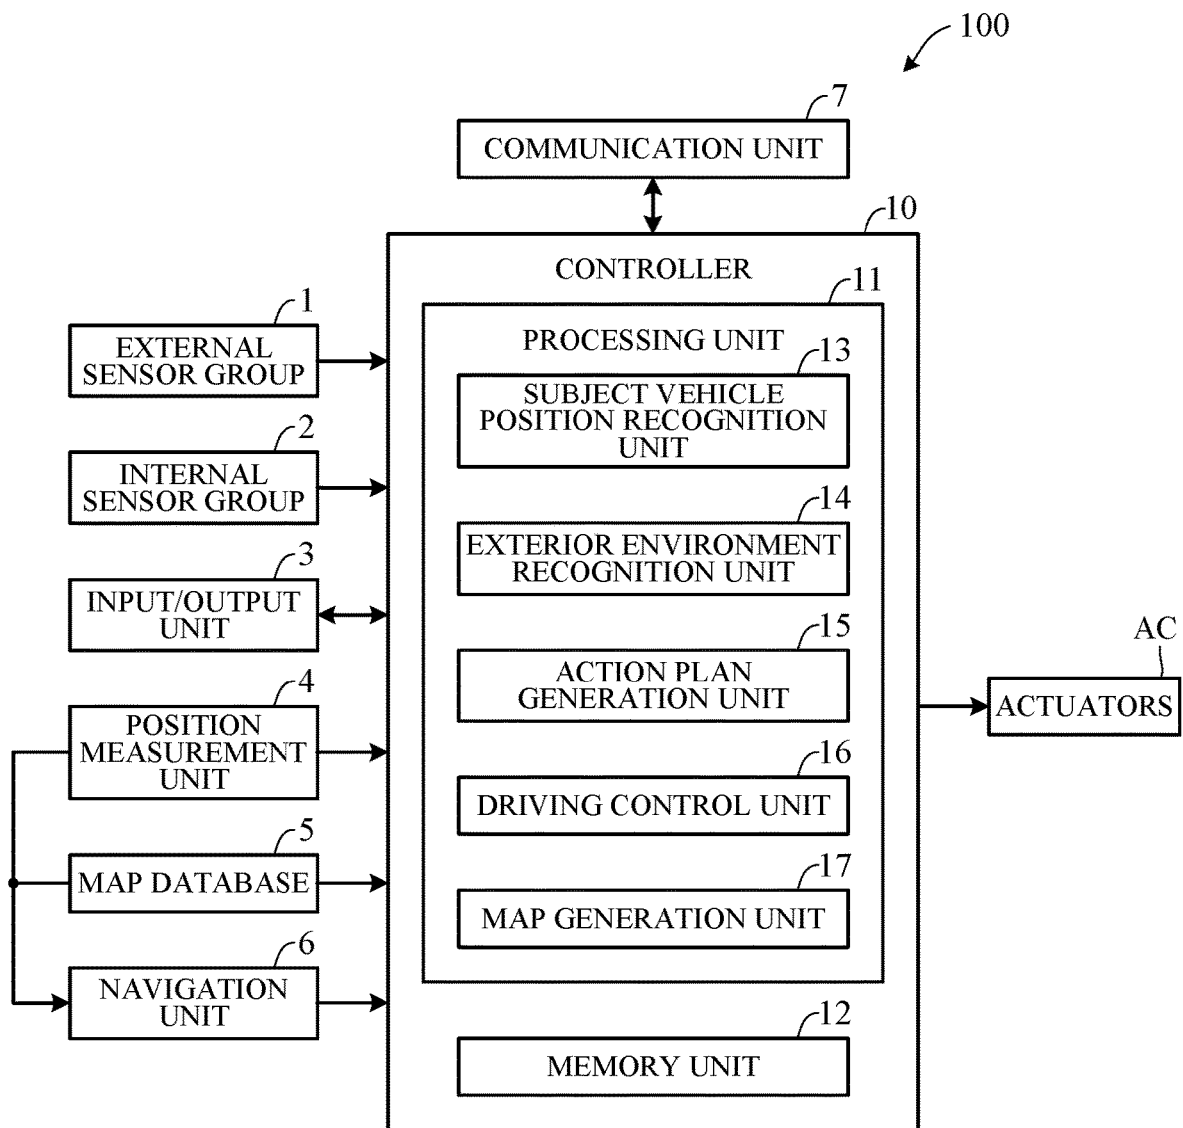 100
7
COMMUNICATION UNIT
10
CONTROLLER
11
PROCESSING UNIT
1
EXTERNAL
SENSOR GROUP
13
SUBJECT VEHICLE
POSITION RECOGNITION
UNIT
2
INTERNAL
SENSOR GROUP
14
EXTERIOR ENVIRONMENT
RECOGNITION UNIT
3
INPUT/OUTPUT
UNIT
15
ACTION PLAN
GENERATION UNIT
AC
ACTUATORS
4
POSITION
MEASUREMENT
UNIT
16
DRIVING CONTROL UNIT
5
MAP DATABASE
17
MAP GENERATION UNIT
6
NAVIGATION
UNIT
12
MEMORY UNIT